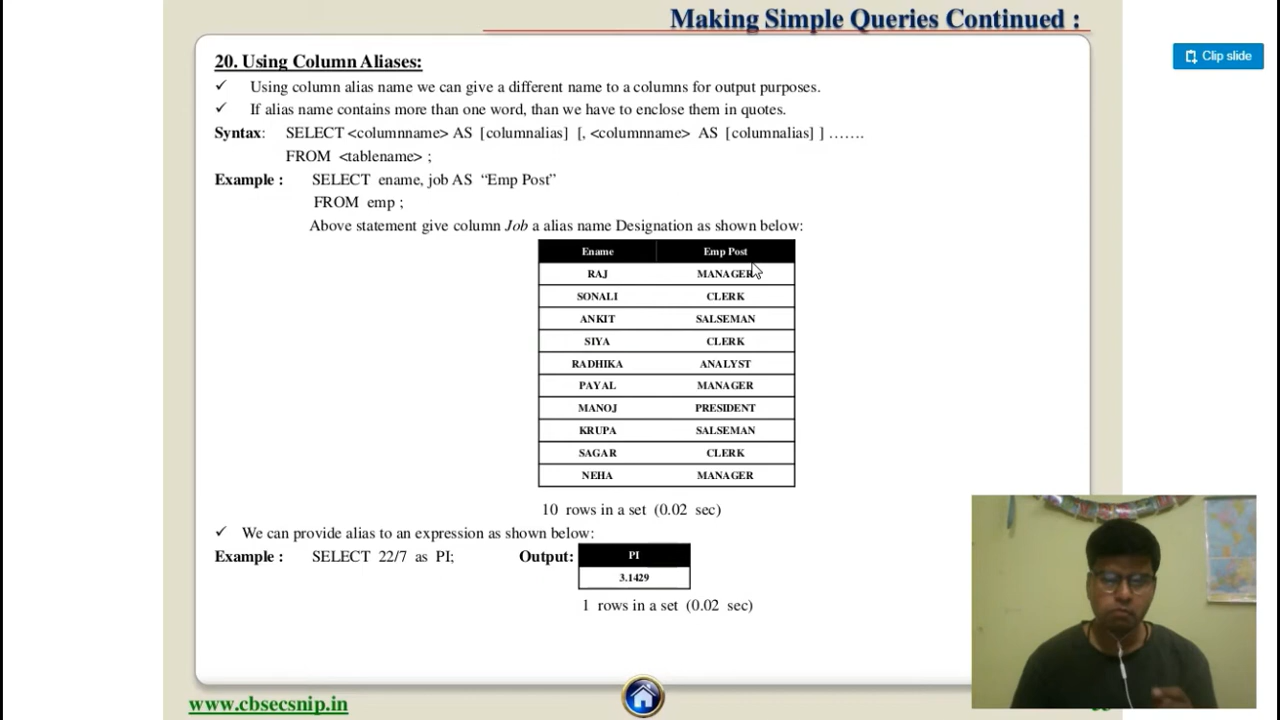 Making Simple Queries Continued :
Clip slide
20. Using Column Aliases:
✓ Using column alias name we can give a different name to a columns for output purposes.
✓ If alias name contains more than one word, than we have to enclose them in quotes.
Syntax: SELECT <columnname> AS [columnalias] [, <columnname> AS [columnalias] ] …….
FROM <tablename> ;
Example : SELECT ename, job AS “Emp Post”
FROM emp ;
Above statement give column Job a alias name Designation as shown below:
Ename Emp Post
RAJ MANAGER
SONALI CLERK
ANKIT SALSEMAN
SIYA CLERK
RADHIKA ANALYST
PAYAL MANAGER
MANOJ PRESIDENT
KRUPA SALSEMAN
SAGAR CLERK
NEHA MANAGER
10 rows in a set (0.02 sec)
✓ We can provide alias to an expression as shown below:
Example : SELECT 22/7 as PI; Output: PI
3.1429
1 rows in a set (0.02 sec)
www.cbsecsnip.in